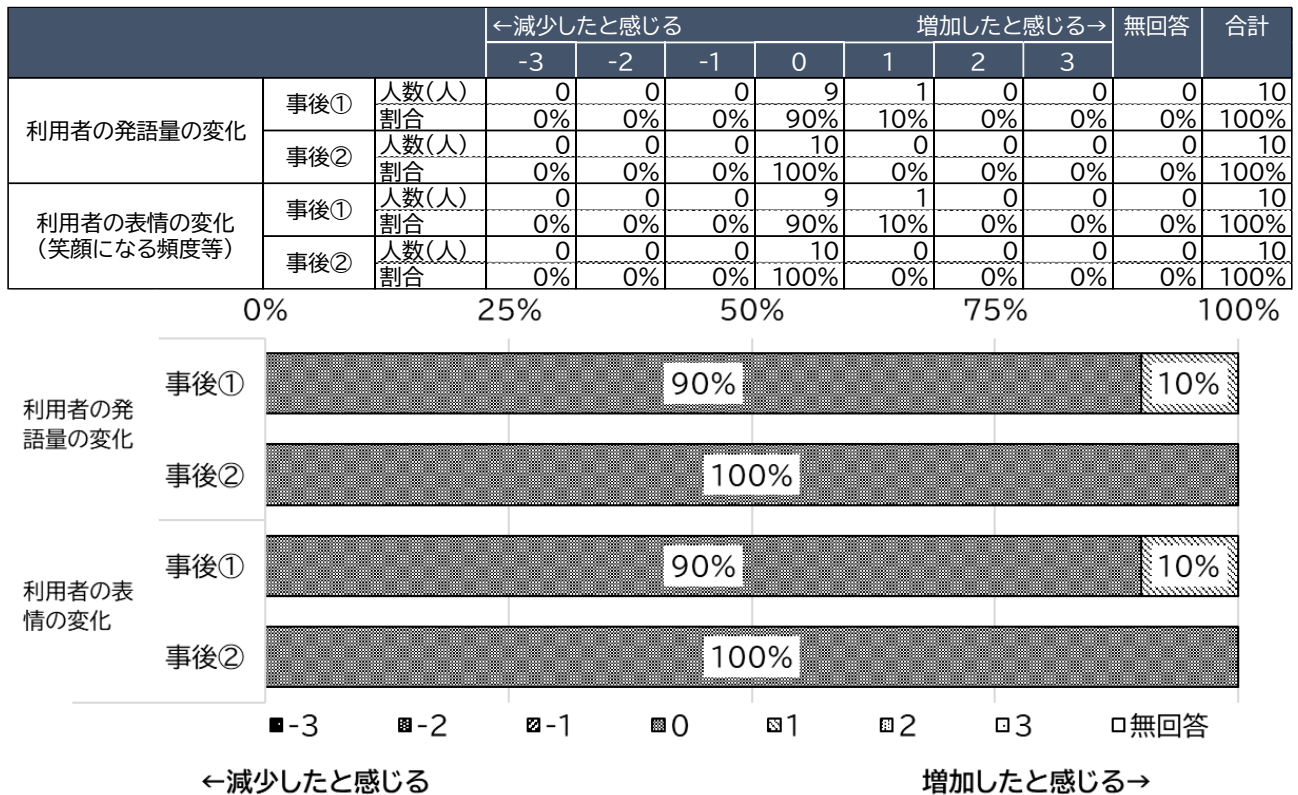 ←減少したと感じる 増加したと感じる→ 無回答 合計
-3 -2 -1 0 1 2 3
利用者の発語量の変化 事後① 人数(人) 0 0 0 9 1 0 0 0 10
割合 0% 0% 0% 90% 10% 0% 0% 0% 100%
事後② 人数(人) 0 0 0 10 0 0 0 0 10
割合 0% 0% 0% 100% 0% 0% 0% 0% 100%
利用者の表情の変化
(笑顔になる頻度等) 事後① 人数(人) 0 0 0 9 1 0 0 0 10
割合 0% 0% 0% 90% 10% 0% 0% 0% 100%
事後② 人数(人) 0 0 0 10 0 0 0 0 10
割合 0% 0% 0% 100% 0% 0% 0% 0% 100%
0% 25% 50% 75% 100%
利用者の発
語量の変化
事後① 90% 10%
事後② 100%
利用者の表
情の変化
事後① 90% 10%
事後② 100%
-3 -2 -1 0 1 2 3 無回答
←減少したと感じる 増加したと感じる→